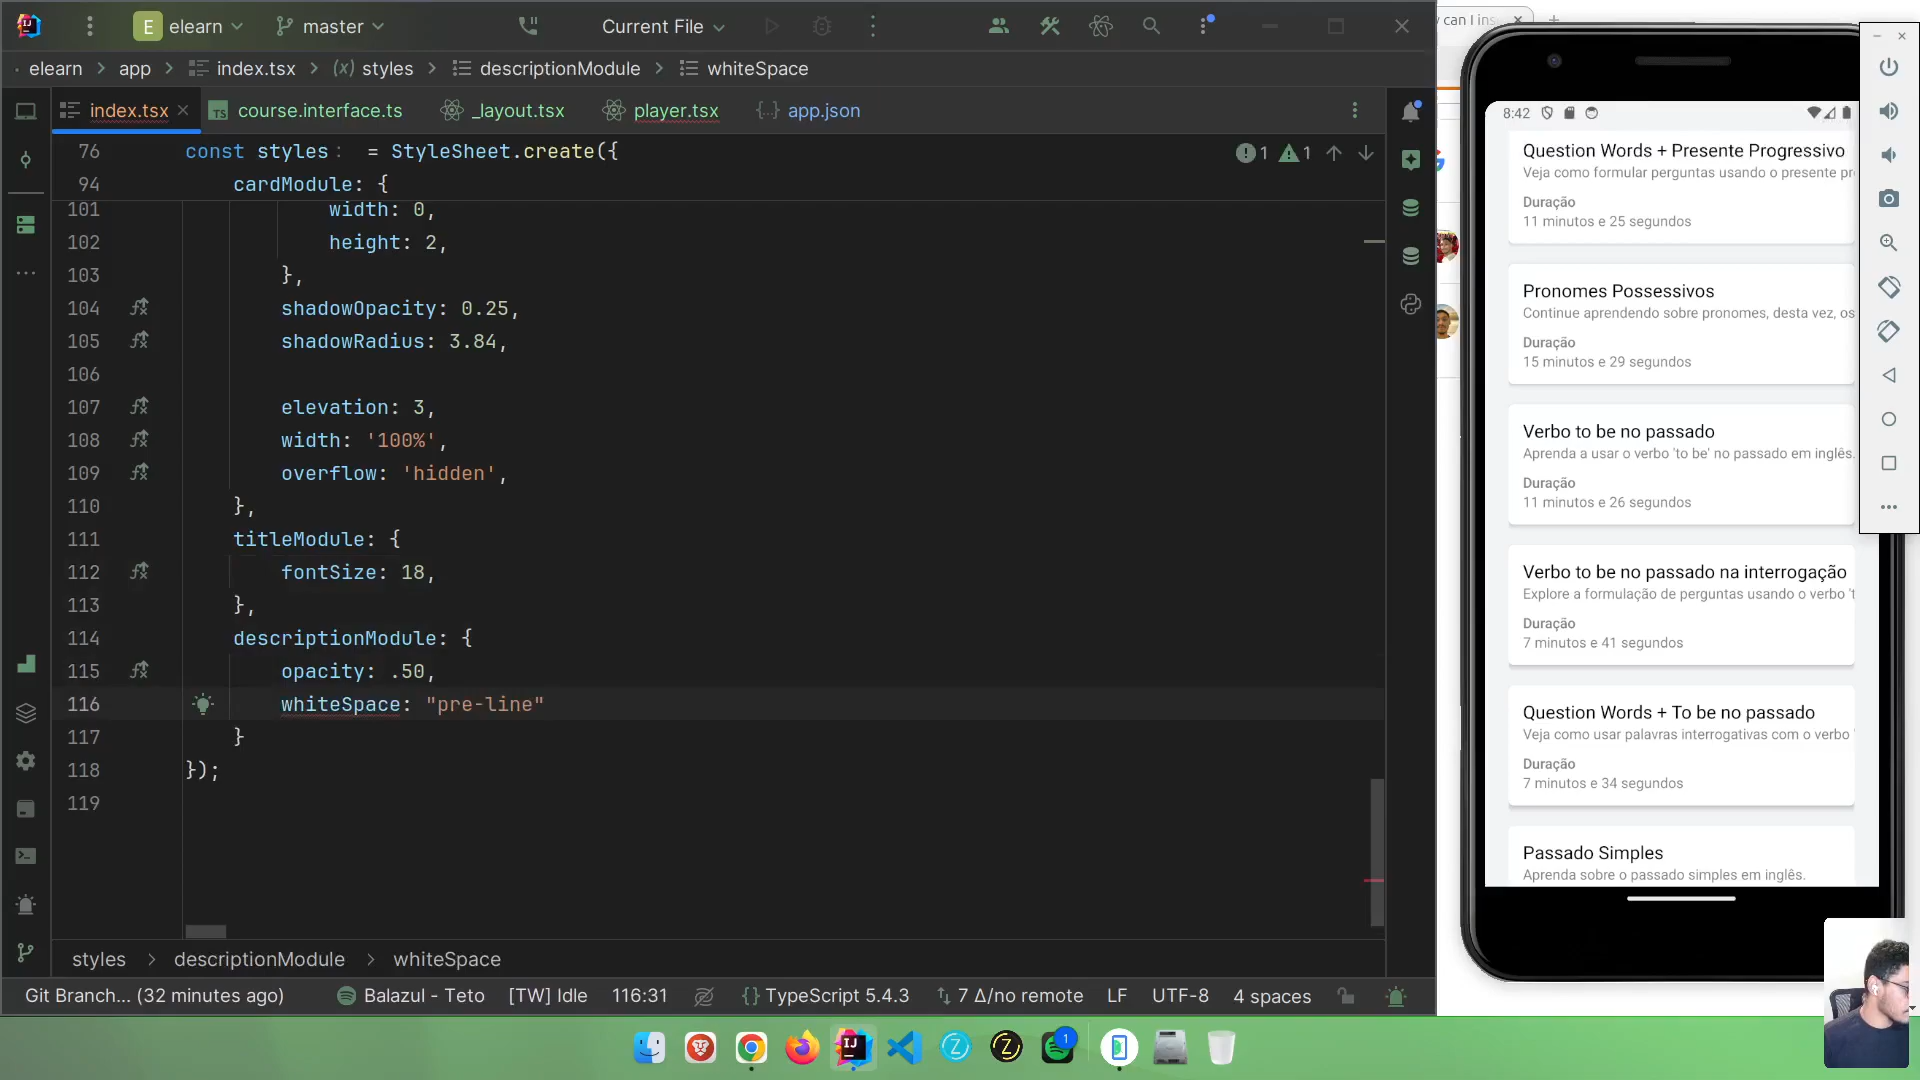 E elearn master Current File
elearn app index.tsx styles descriptionModule whiteSpace
index.tsx course.interface.ts _layout.tsx player.tsx app.json
76 const styles : = StyleSheet.create({
1 1
94 cardModule: {
101 width: 0,
102 height: 2,
103 },
104 shadowOpacity: 0.25,
105 shadowRadius: 3.84,
106
107 elevation: 3,
108 width: '100%',
109 overflow: 'hidden',
110 },
111 titleModule: {
112 fontSize: 18,
113 },
114 descriptionModule: {
115 opacity: .50,
116 whiteSpace: "pre-line"
117 }
118 });
119
styles descriptionModule whiteSpace
Git Branch... (32 minutes ago) Balazul - Teto [TW] Idle 116:31 {} TypeScript 5.4.3 7 Δ/no remote LF UTF-8 4 spaces
can I ins
8:42
Question Words + Presente Progressivo
Veja como formular perguntas usando o presente pr
Duração
11 minutos e 25 segundos
Pronomes Possessivos
Continue aprendendo sobre pronomes, desta vez, os
Duração
15 minutos e 29 segundos
Verbo to be no passado
Aprenda a usar o verbo 'to be' no passado em inglês.
Duração
11 minutos e 26 segundos
Verbo to be no passado na interrogação
Explore a formulação de perguntas usando o verbo 't
Duração
7 minutos e 41 segundos
Question Words + To be no passado
Veja como usar palavras interrogativas com o verbo '
Duração
7 minutos e 34 segundos
Passado Simples
Aprenda sobre o passado simples em inglês.
IJ
Z
Z
1